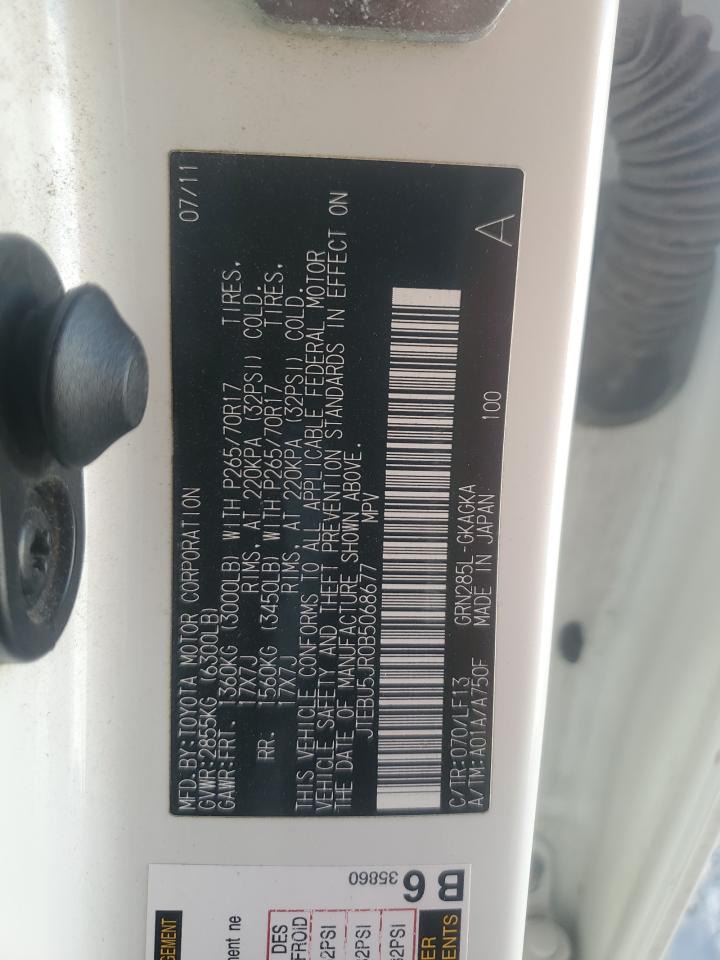 MFD.BY:TOYOTA MOTOR CORPORATION 07/11
GVWR:2855KG (6300LB)
GAWR:FRT. 1360KG (3000LB) WITH P265/70R17 TIRES,
17X7J RIMS, AT 220KPA (32PSI) COLD.
RR. 1560KG (3450LB) WITH P265/70R17 TIRES,
17X7J RIMS, AT 220KPA (32PSI) COLD.
THIS VEHICLE CONFORMS TO ALL APPLICABLE FEDERAL MOTOR
VEHICLE SAFETY AND THEFT PREVENTION STANDARDS IN EFFECT ON
THE DATE OF MANUFACTURE SHOWN ABOVE.
JTEBU5JR0B5068677 MPV
C/TR:070/LF13 GRN285L-GKAGKA
A/TM:A01A/A750F MADE IN JAPAN 100 A
B6
35860
DES
FROID
2PSI
2PSI